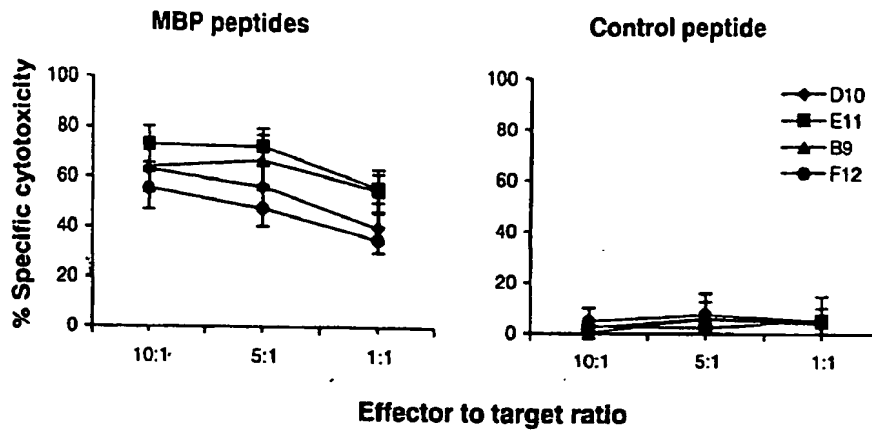 MBP peptides
% Specific cytotoxicity
100
80
60
40
20
0
10:1
5:1
1:1
Control peptide
100
80
60
40
20
0
10:1
5:1
1:1
D10
E11
B9
F12
Effector to target ratio